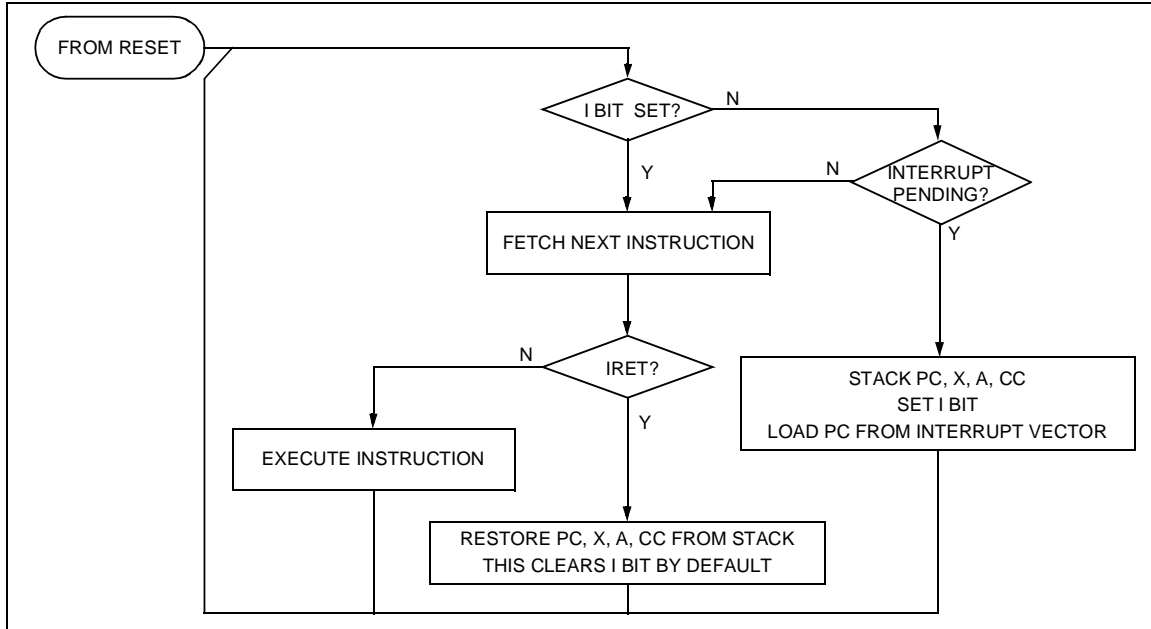 FROM RESET
I BIT SET?
N
Y
N
INTERRUPT
PENDING?
Y
FETCH NEXT INSTRUCTION
N
IRET?
Y
STACK PC, X, A, CC
SET I BIT
LOAD PC FROM INTERRUPT VECTOR
EXECUTE INSTRUCTION
RESTORE PC, X, A, CC FROM STACK
THIS CLEARS I BIT BY DEFAULT